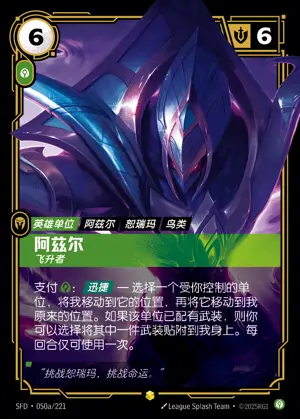 6
6
英雄单位 阿兹尔 恕瑞玛 鸟类
阿兹尔
飞升者
支付 : 迅捷 — 选择一个受你控制的单
位，将我移动到它的位置，再将它移动到我
原来的位置。如果该单位已配有武装，则你
可以选择将其中一件武装贴附到我身上。每
回合仅可使用一次。
“挑战恕瑞玛，挑战命运。”
SFD • 050a/221 League Splash Team • ©2025RGI